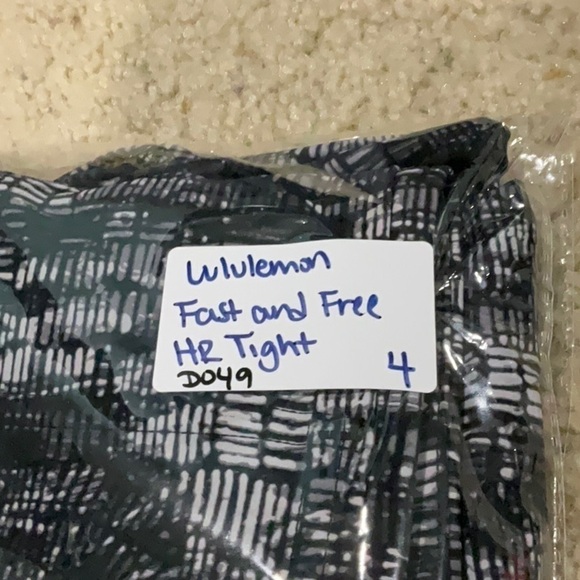 lululemon
Fast and Free
HR Tight
D049
4